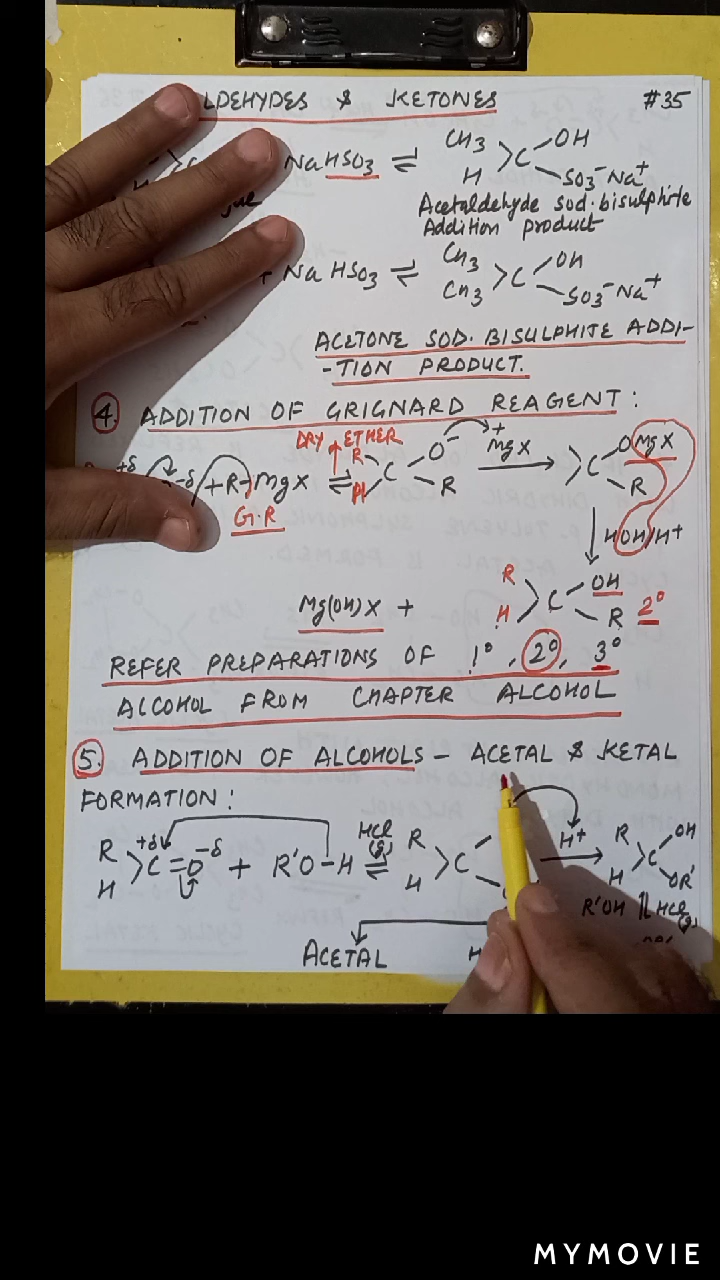 LDEHYDES & KETONES #35
NaHSO3 ⇌ CH3 H >C OH SO3⁻Na⁺
Acetaldehyde sod. bisulphite
Addition product
+ NaHSO3 ⇌ CH3 CH3 >C OH SO3⁻Na⁺
ACETONE SOD. BISULPHITE ADDI-
-TION PRODUCT.
4. ADDITION OF GRIGNARD REAGENT:
DRY ETHER
+δ -δ + R-MgX ⇌ R H C O⁻ R ⁺MgX → >C OMgX R
G.R
HOH/H⁺
Mg(OH)X + R H >C OH R 2°
REFER PREPARATIONS OF 1°, 2°, 3°
ALCOHOL FROM CHAPTER ALCOHOL
5. ADDITION OF ALCOHOLS - ACETAL & KETAL
FORMATION:
R H >C=O +δ -δ + R'O-H ⇌ HCl (g) R H >C H⁺ → R H >C OH OR'
R'OH HCl(g)
ACETAL H
MYMOVIE